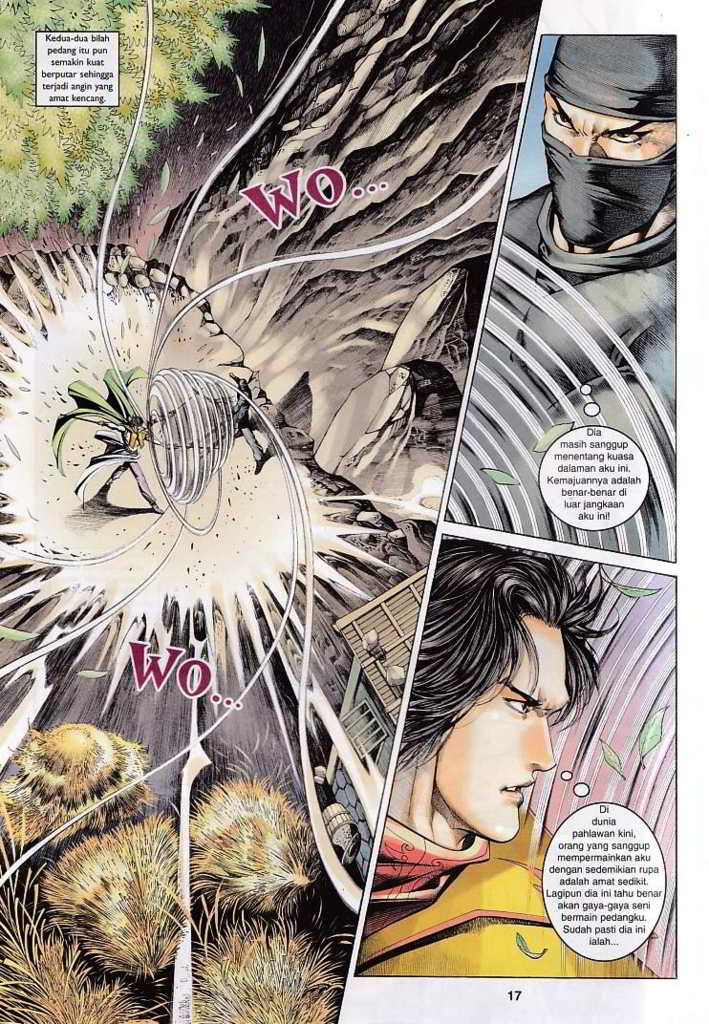 Kedua-dua bilah
pedang itu pun
semakin kuat
berputar sehingga
terjadi angin yang
amat kencang.
WO...
Dia
masih sanggup
menentang kuasa
dalaman aku ini.
Kemajuannya adalah
benar-benar di
luar jangkaan
aku ini!
WO...
Di
dunia
pahlawan kini,
orang yang sanggup
mempermainkan aku
dengan sedemikian rupa
adalah amat sedikit.
Lagipun dia ini tahu benar
akan gaya-gaya seni
bermain pedangku.
Sudah pasti dia ini
ialah...
17